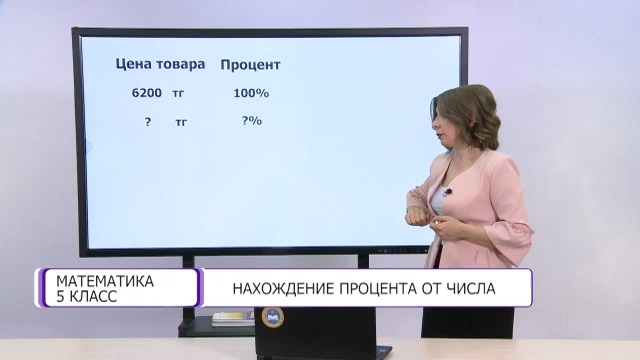 Цена товара Процент
6200 тг 100%
? тг ?%
МАТЕМАТИКА
5 КЛАСС
НАХОЖДЕНИЕ ПРОЦЕНТА ОТ ЧИСЛА